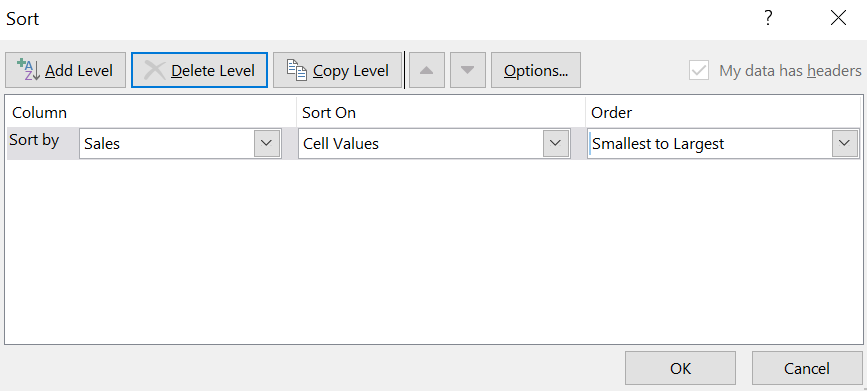 Sort ?
Add Level Delete Level Copy Level Options... My data has headers
Column Sort On Order
Sort by Sales Cell Values Smallest to Largest
OK Cancel